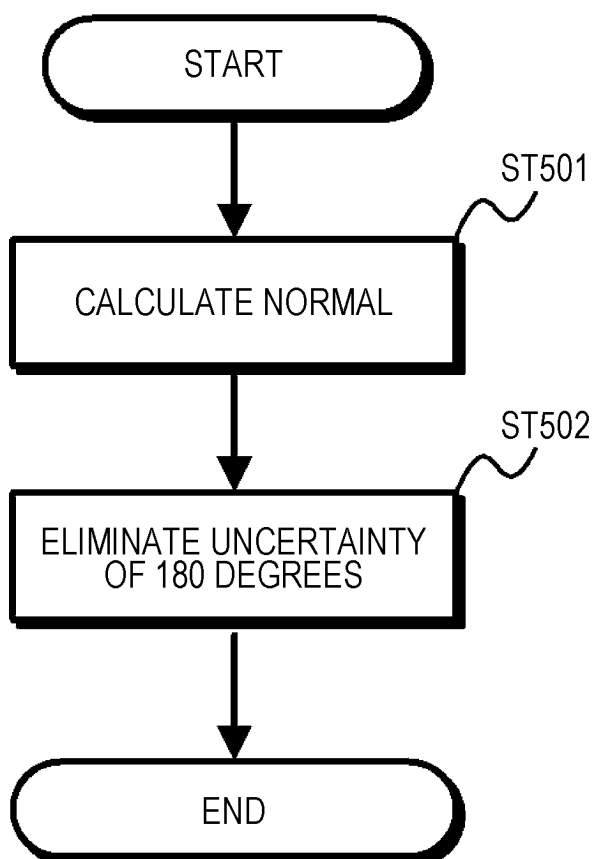 START
ST501
CALCULATE NORMAL
ST502
ELIMINATE UNCERTAINTY
OF 180 DEGREES
END